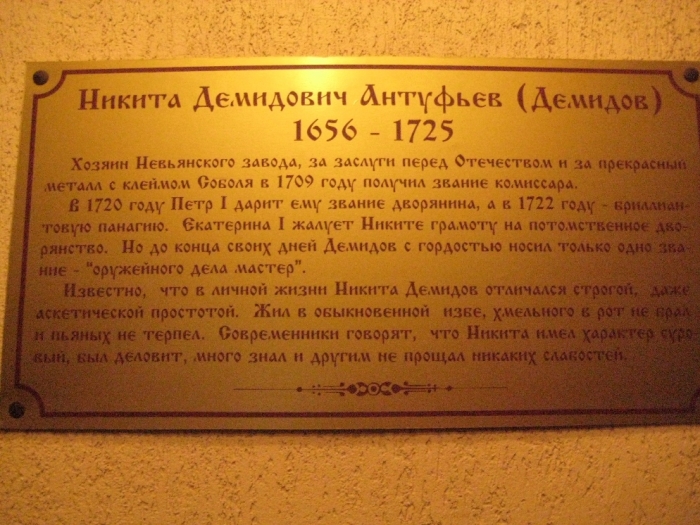 Никита Демидович Антуфьев (Демидов)
1656 - 1725
Хозяин Невьянского завода, за заслуги перед Отечеством и за прекрасный
металл с клеймом Соболя в 1709 году получил звание комиссара.
В 1720 году Петр I дарит ему звание дворянина, а в 1722 году - бриллиан-
товую панагию. Екатерина I жалует Никите грамоту на потомственное дво-
рянство. Но до конца своих дней Демидов с гордостью носил только одно зва-
ние - "оружейного дела мастер".
Известно, что в личной жизни Никита Демидов отличался строгой, даже
аскетической простотой. Жил в обыкновенной избе, хмельного в рот не брал
и пьяных не терпел. Современники говорят, что Никита имел характер суро-
вый, был деловит, много знал и другим не прощал никаких слабостей.